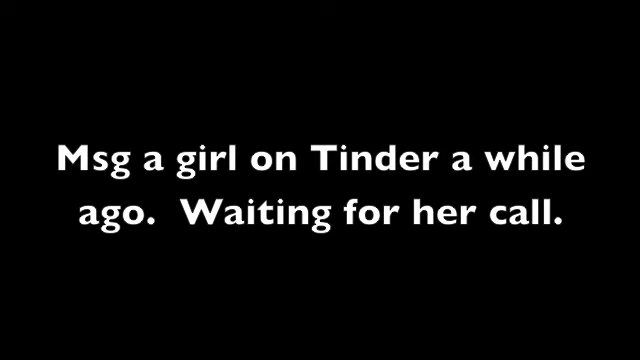 Msg a girl on Tinder a while
ago.  Waiting for her call.